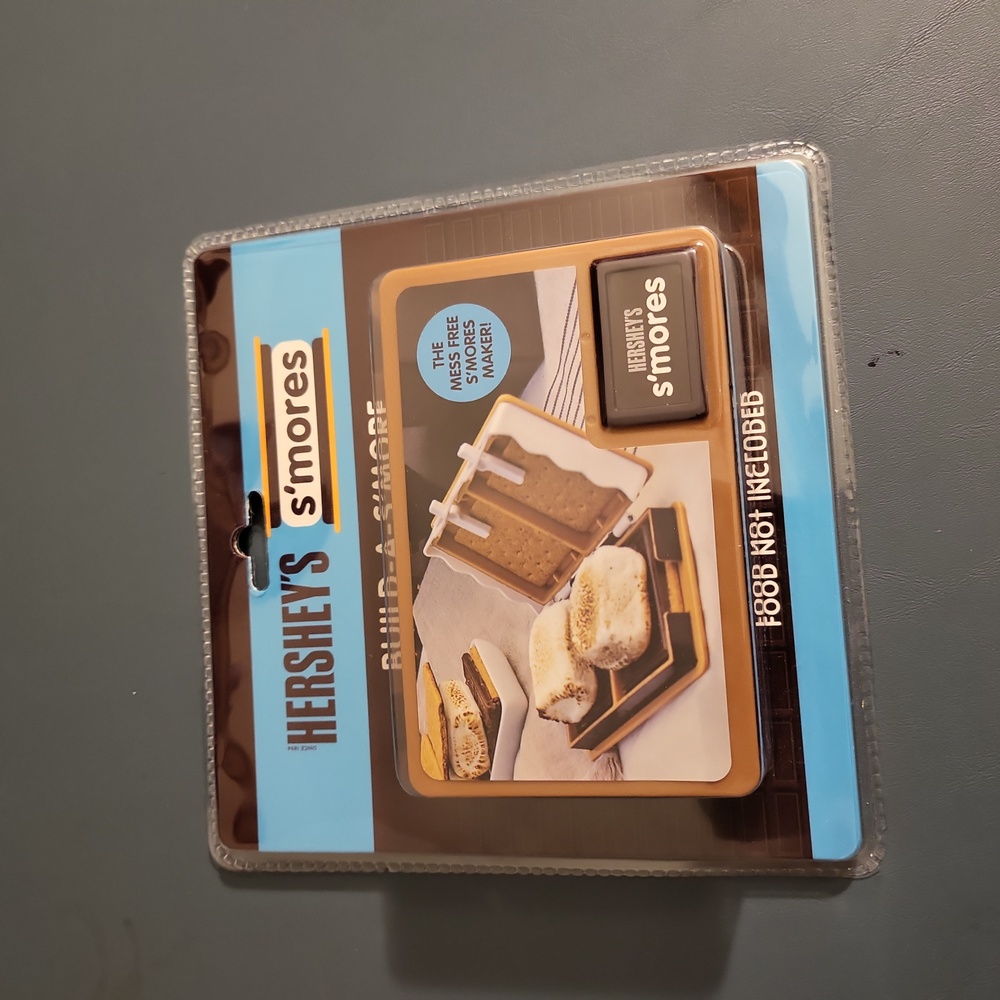 HERSHEY'S s'mores
BUILD-A-S'MORE
THE
MESS FREE
S'MORES
MAKER!
HERSHEY'S
s'mores
FOOD NOT INCLUDED